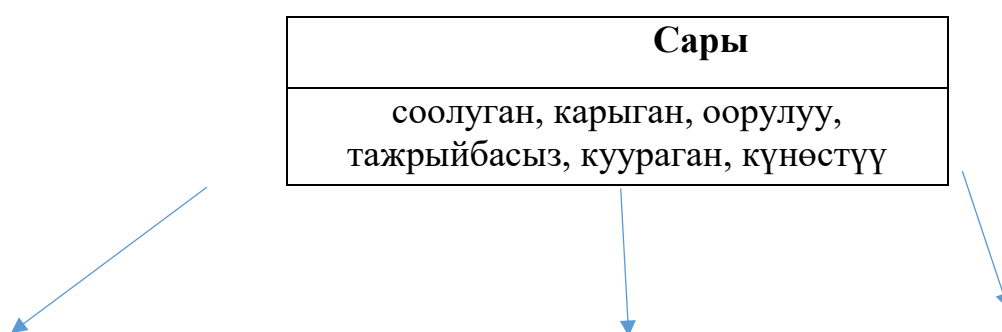 Сары
соолуган, карыган, оорулуу,
тажрыйбасыз, куураган, күнөстүү